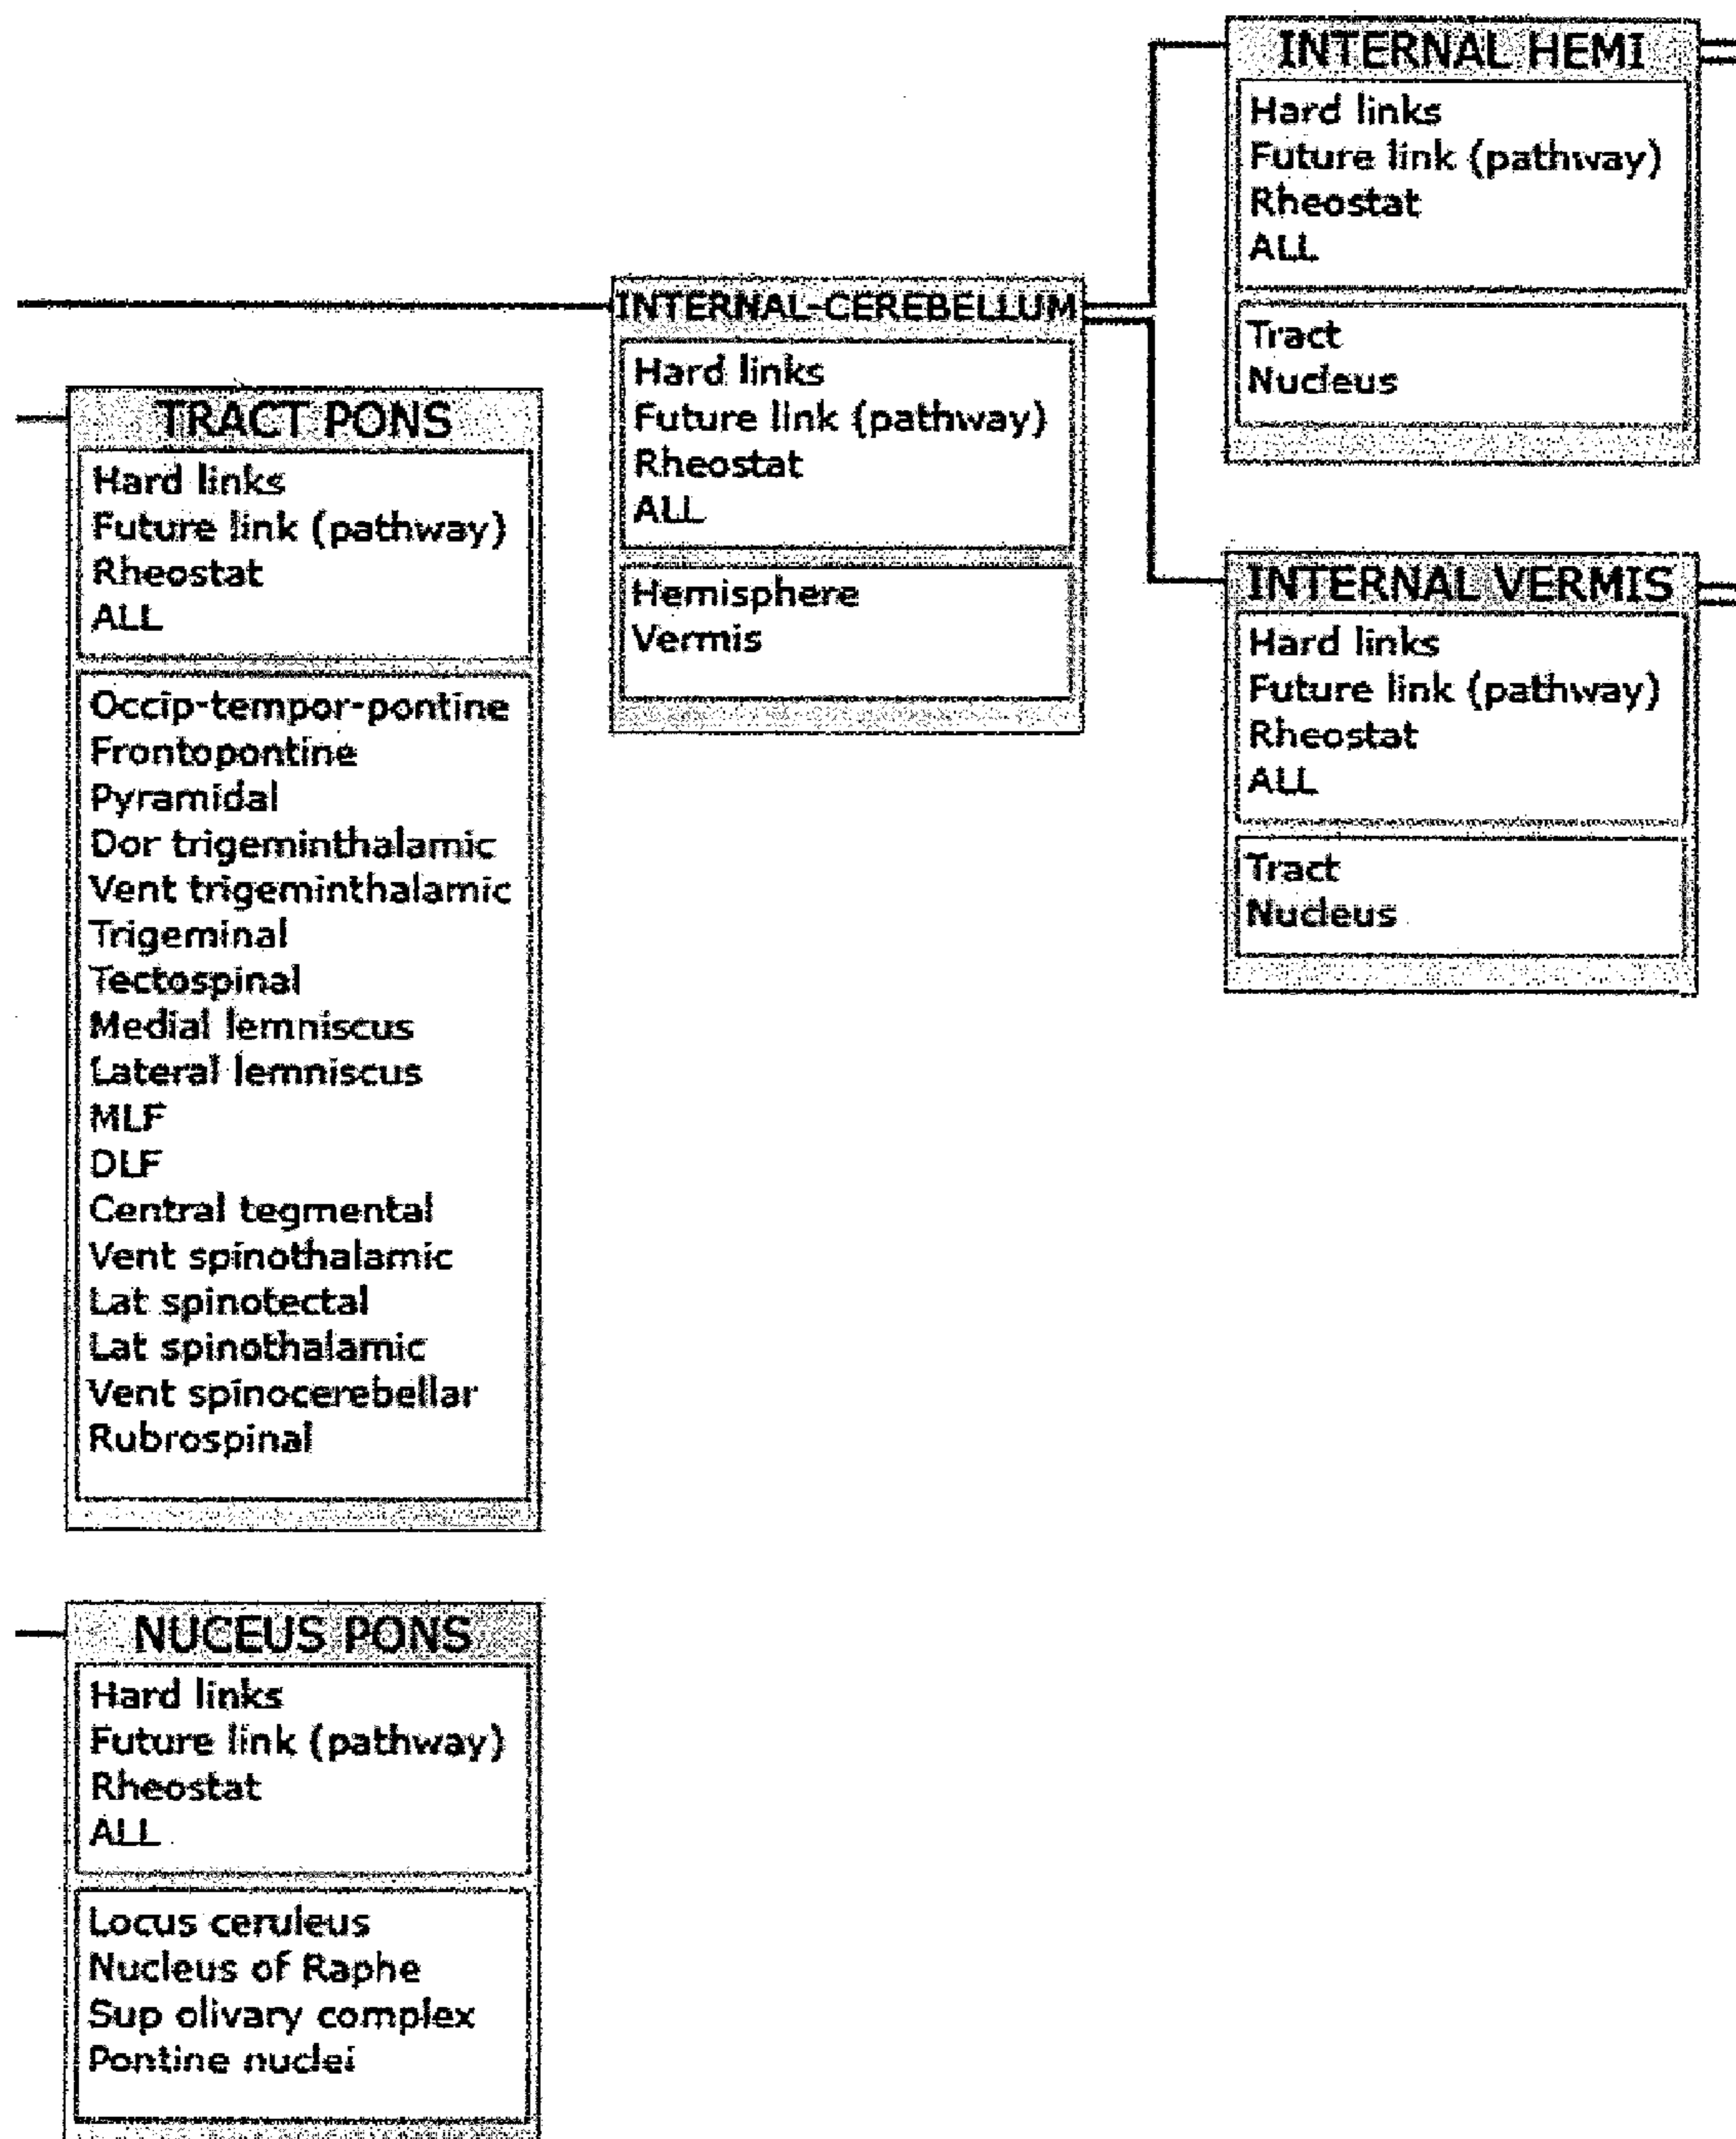 INTERNAL HEMI
Hard links
Future link (pathway)
Rheostat
ALL
Tract
Nucleus
INTERNAL-CEREBELLUM
Hard links
Future link (pathway)
Rheostat
ALL
Hemisphere
Vermis
INTERNAL VERMIS
Hard links
Future link (pathway)
Rheostat
ALL
Tract
Nucleus
TRACT PONS
Hard links
Future link (pathway)
Rheostat
ALL
Occip-tempor-pontine
Frontopontine
Pyramidal
Dor trigeminthalamic
Vent trigeminthalamic
Trigeminal
Tectospinal
Medial lemniscus
Lateral lemniscus
MLF
DLF
Central tegmental
Vent spinothalamic
Lat spinotectal
Lat spinothalamic
Vent spinocerebellar
Rubrospinal
NUCEUS PONS
Hard links
Future link (pathway)
Rheostat
ALL
Locus ceruleus
Nucleus of Raphe
Sup olivary complex
Pontine nuclei